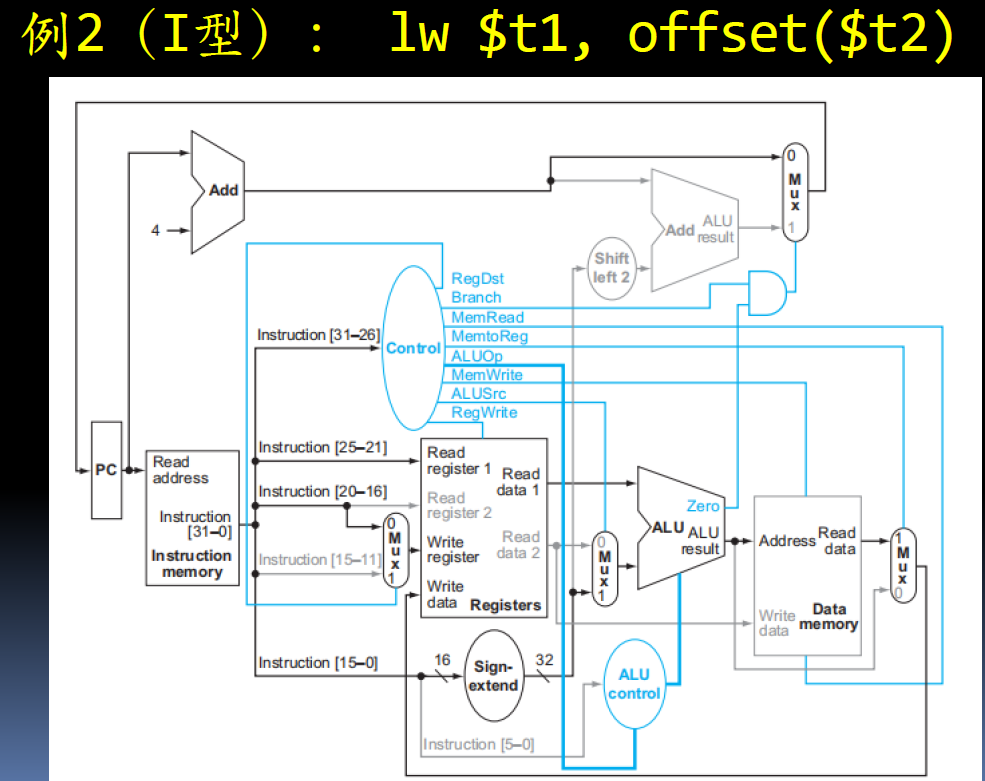 例2（I型）： lw $t1, offset($t2)
0
M
u
x
1
Add
4
Add ALU
result
Shift
left 2
RegDst
Branch
MemRead
MemtoReg
ALUOp
MemWrite
ALUSrc
RegWrite
Control
Instruction [31–26]
Instruction [25–21]
Instruction [20–16]
Instruction [15–11]
Instruction [15–0]
Instruction [5–0]
PC
Read
address
Instruction
[31–0]
Instruction
memory
0
M
u
x
1
Read
register 1
Read
register 2
Write
register
Write
data
Read
data 1
Read
data 2
Registers
16
Sign-
extend
32
0
M
u
x
1
Zero
ALU ALU
result
ALU
control
Address
Read
data
Write
data
Data
memory
1
M
u
x
0